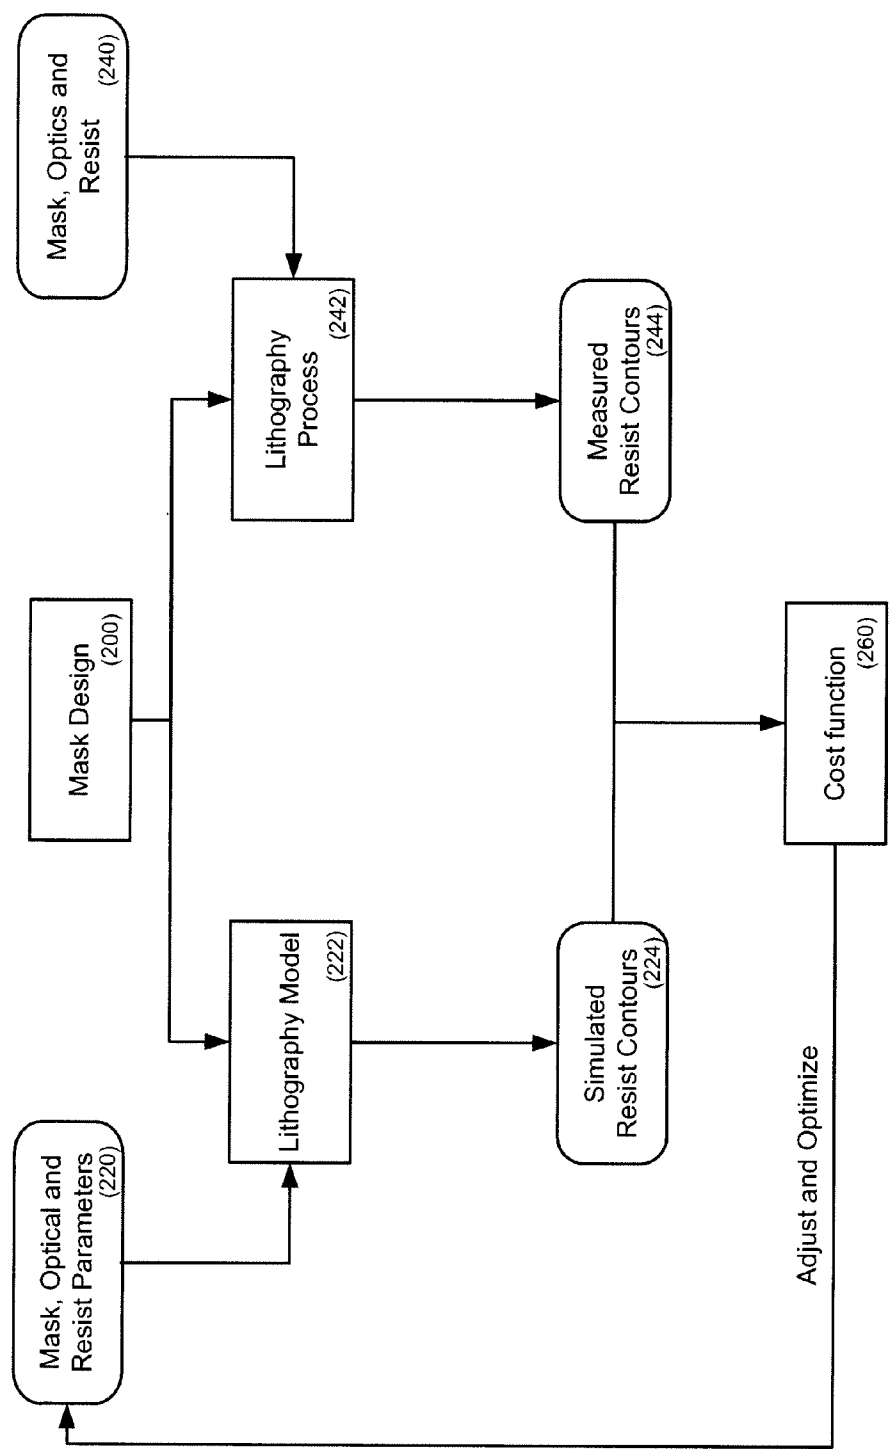 Mask, Optical and
Resist Parameters
(220)
Mask Design
(200)
Mask, Optics and
Resist
(240)
Lithography Model
(222)
Lithography
Process
(242)
Simulated
Resist Contours
(224)
Measured
Resist Contours
(244)
Adjust and Optimize
Cost function
(260)